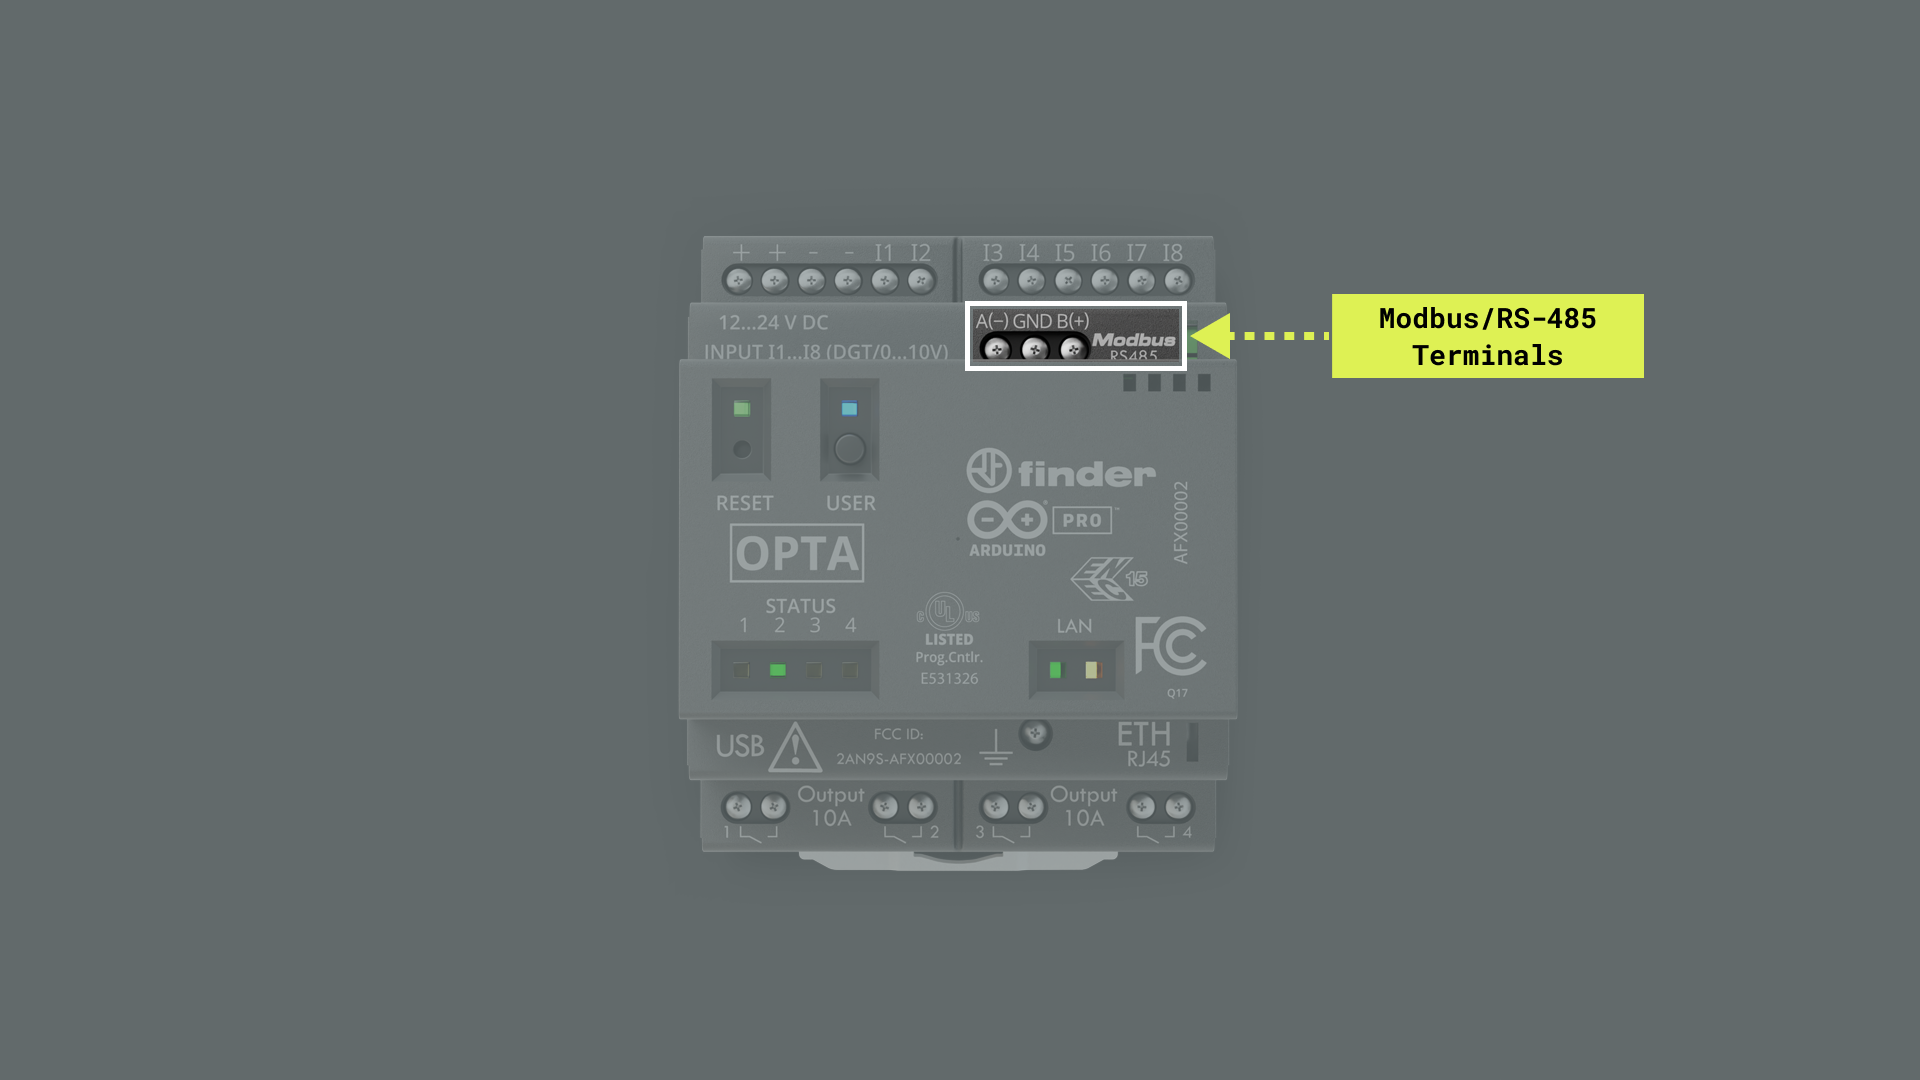 + + - - I1 I2 I3 I4 I5 I6 I7 I8
12...24 V DC
INPUT I1...I8 (DGT/0...10V)
A(-) GND B(+)
Modbus
RS485
Modbus/RS-485
Terminals
RESET USER
OPTA
finder
ARDUINO
PRO
AFX00002
15
STATUS
1 2 3 4
C UL US
LISTED
Prog.Cntlr.
E531326
LAN
FC
Q17
USB
FCC ID:
2AN9S-AFX00002
ETH
RJ45
Output
10A
1 2
Output
10A
3 4